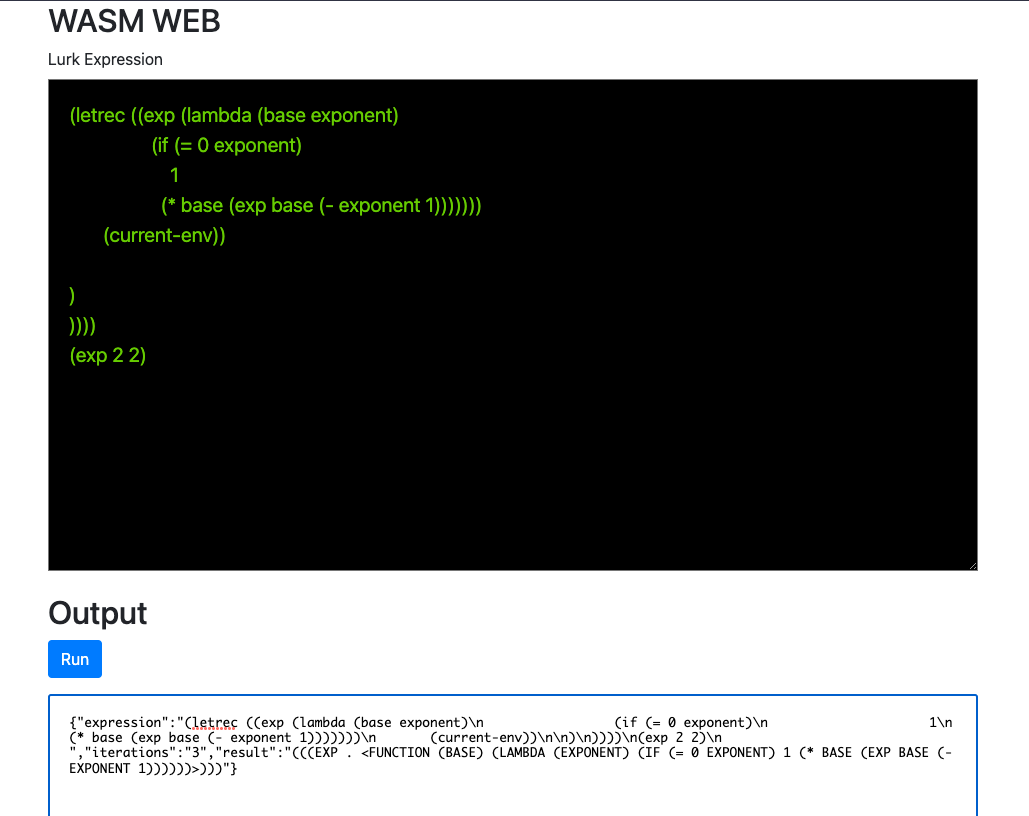 WASM WEB
Lurk Expression
(letrec ((exp (lambda (base exponent)
(if (= 0 exponent)
1
(* base (exp base (- exponent 1)))))))
(current-env))
)
))))
(exp 2 2)
Output
Run
{"expression":"(letrec ((exp (lambda (base exponent)\n                (if (= 0 exponent)\n                    1\n
(* base (exp base (- exponent 1)))))))\n       (current-env))\n\n)\n))))\n(exp 2 2)\n
","iterations":"3","result":"(((EXP . <FUNCTION (BASE) (LAMBDA (EXPONENT) (IF (= 0 EXPONENT) 1 (* BASE (EXP BASE (-
EXPONENT 1))))))>)))"}